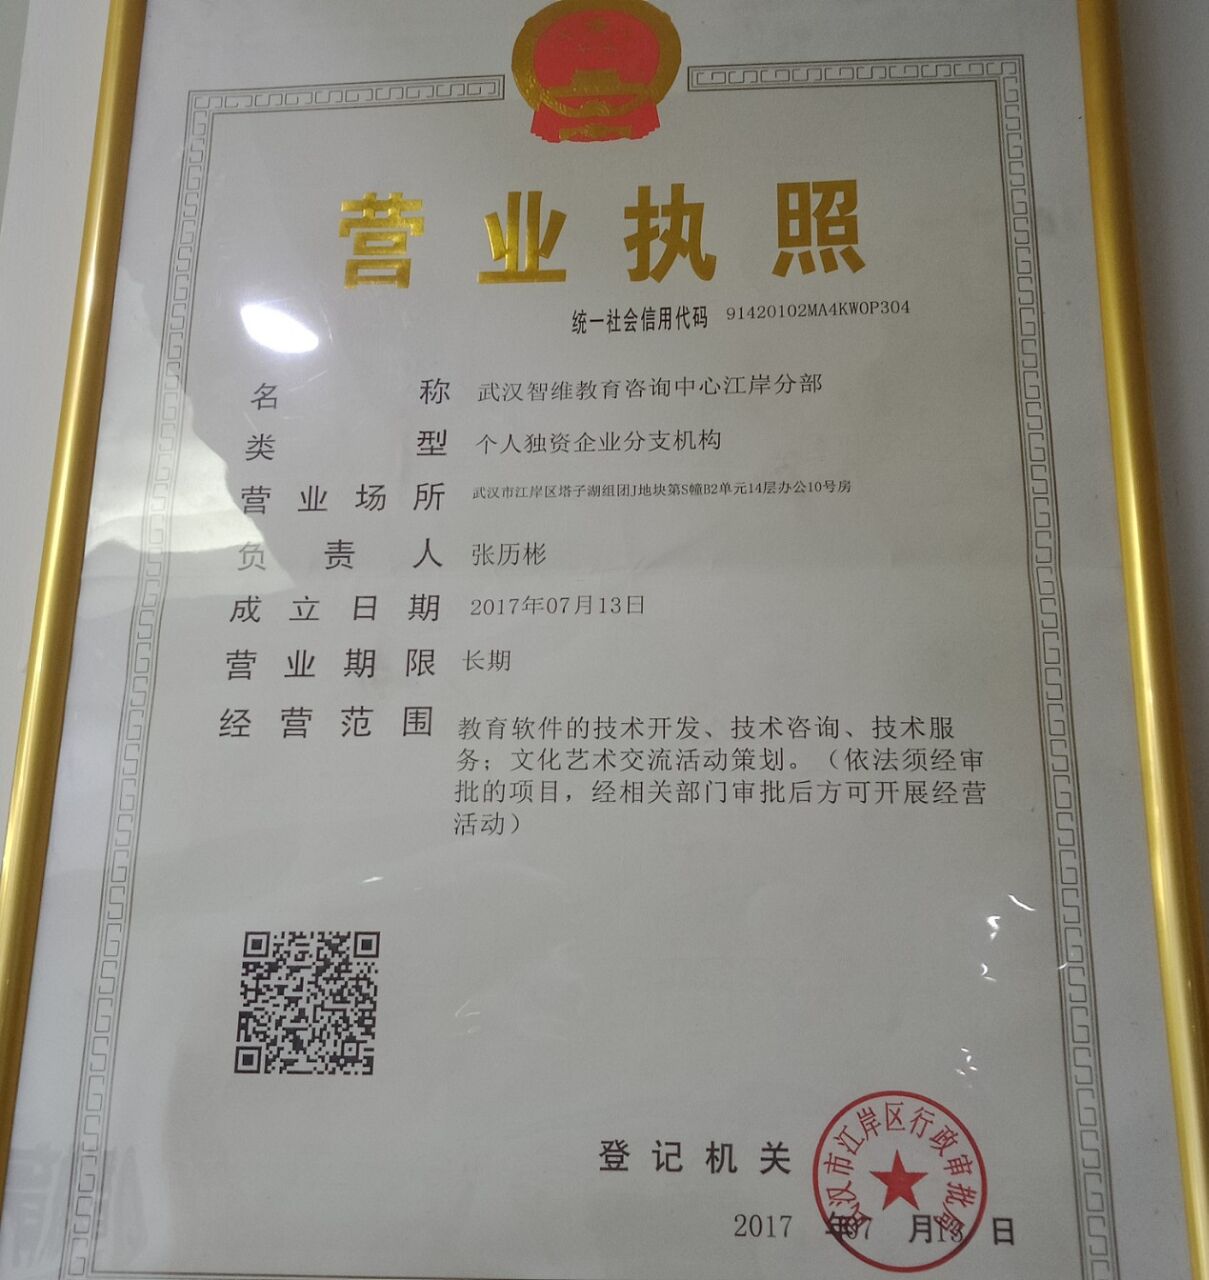 营业执照
统一社会信用代码 91420102MA4KW0P304
名称 武汉智维教育咨询中心江岸分部
类型 个人独资企业分支机构
营业场所 武汉市江岸区塔子湖组团J地块第S幢B2单元14层办公10号房
负责人 张历彬
成立日期 2017年07月13日
营业期限 长期
经营范围 教育软件的技术开发、技术咨询、技术服
务；文化艺术交流活动策划。（依法须经审
批的项目，经相关部门审批后方可开展经营
活动）
登记机关
武汉市江岸区行政审批局
2017 年07 月13 日